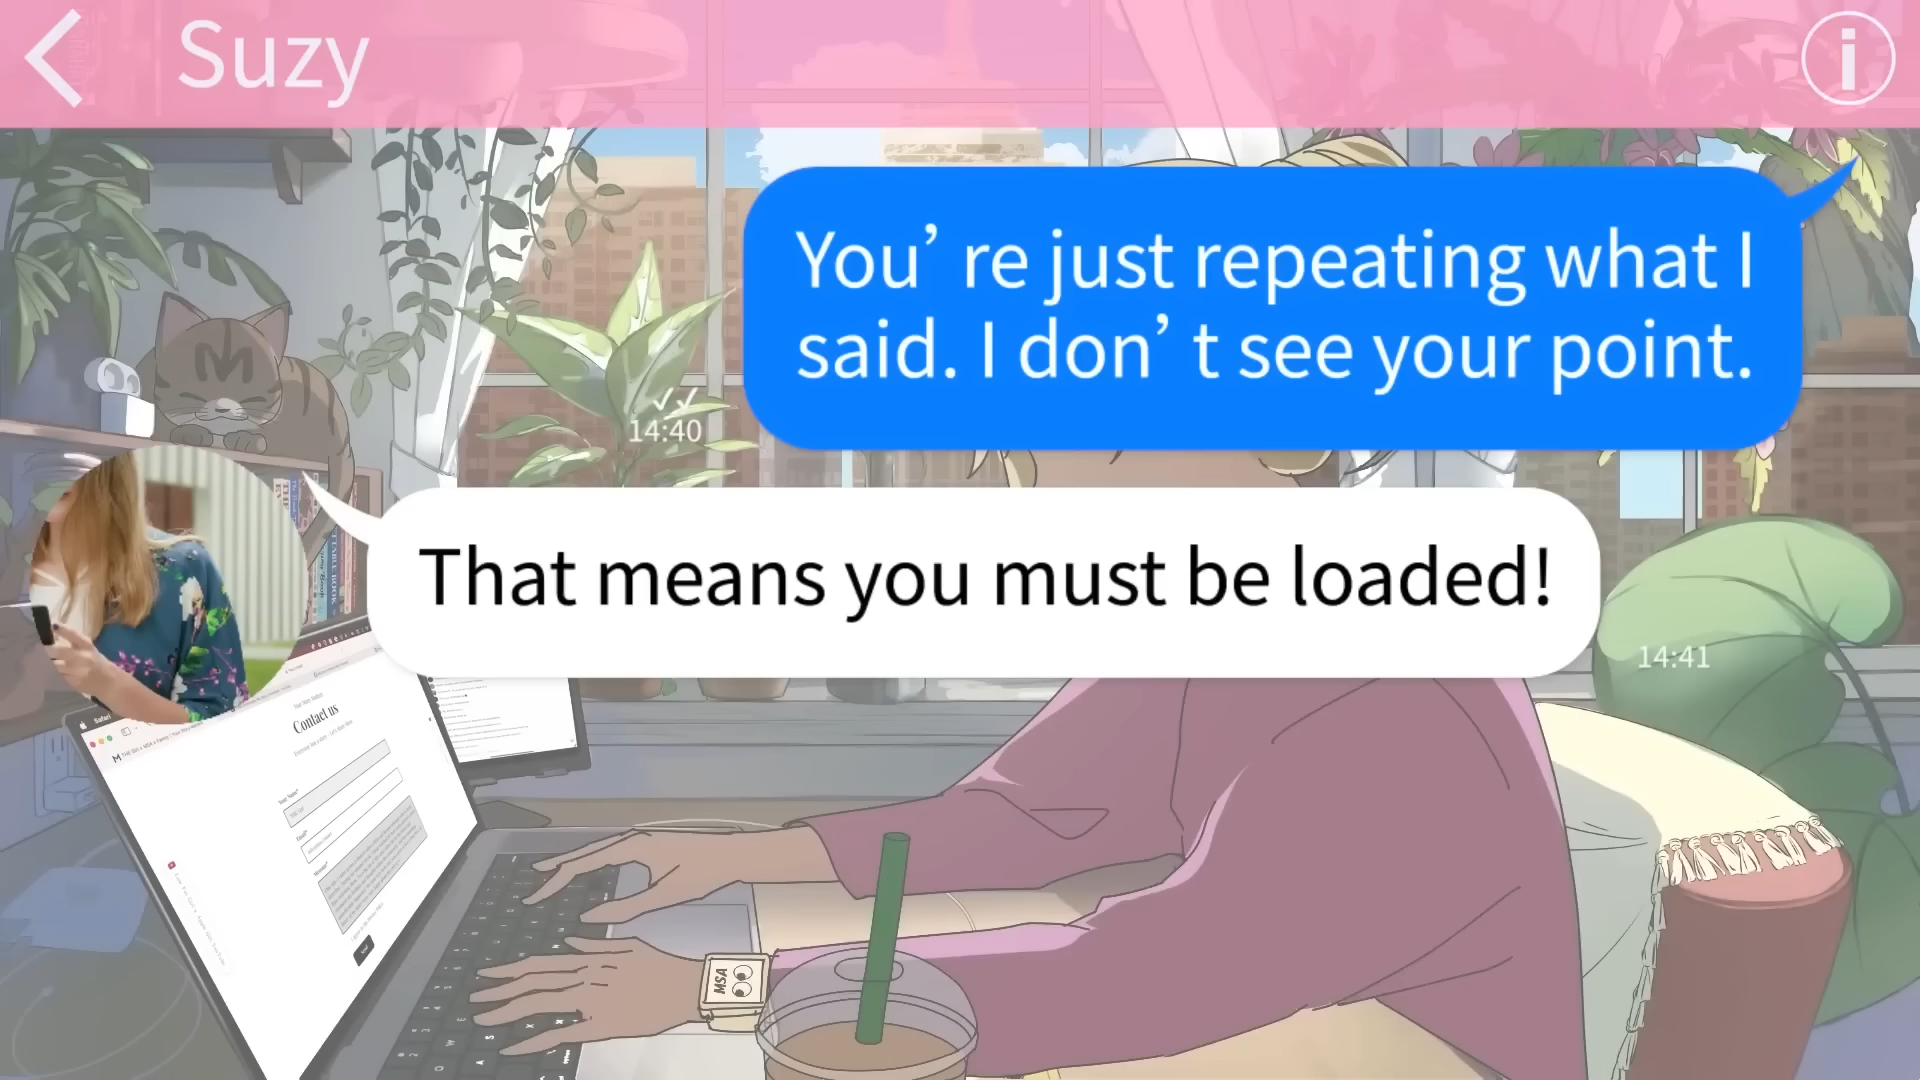 Suzy
You’ re just repeating what I
said. I don’ t see your point.
14:40
That means you must be loaded!
14:41
Safari
Contact us
MSA